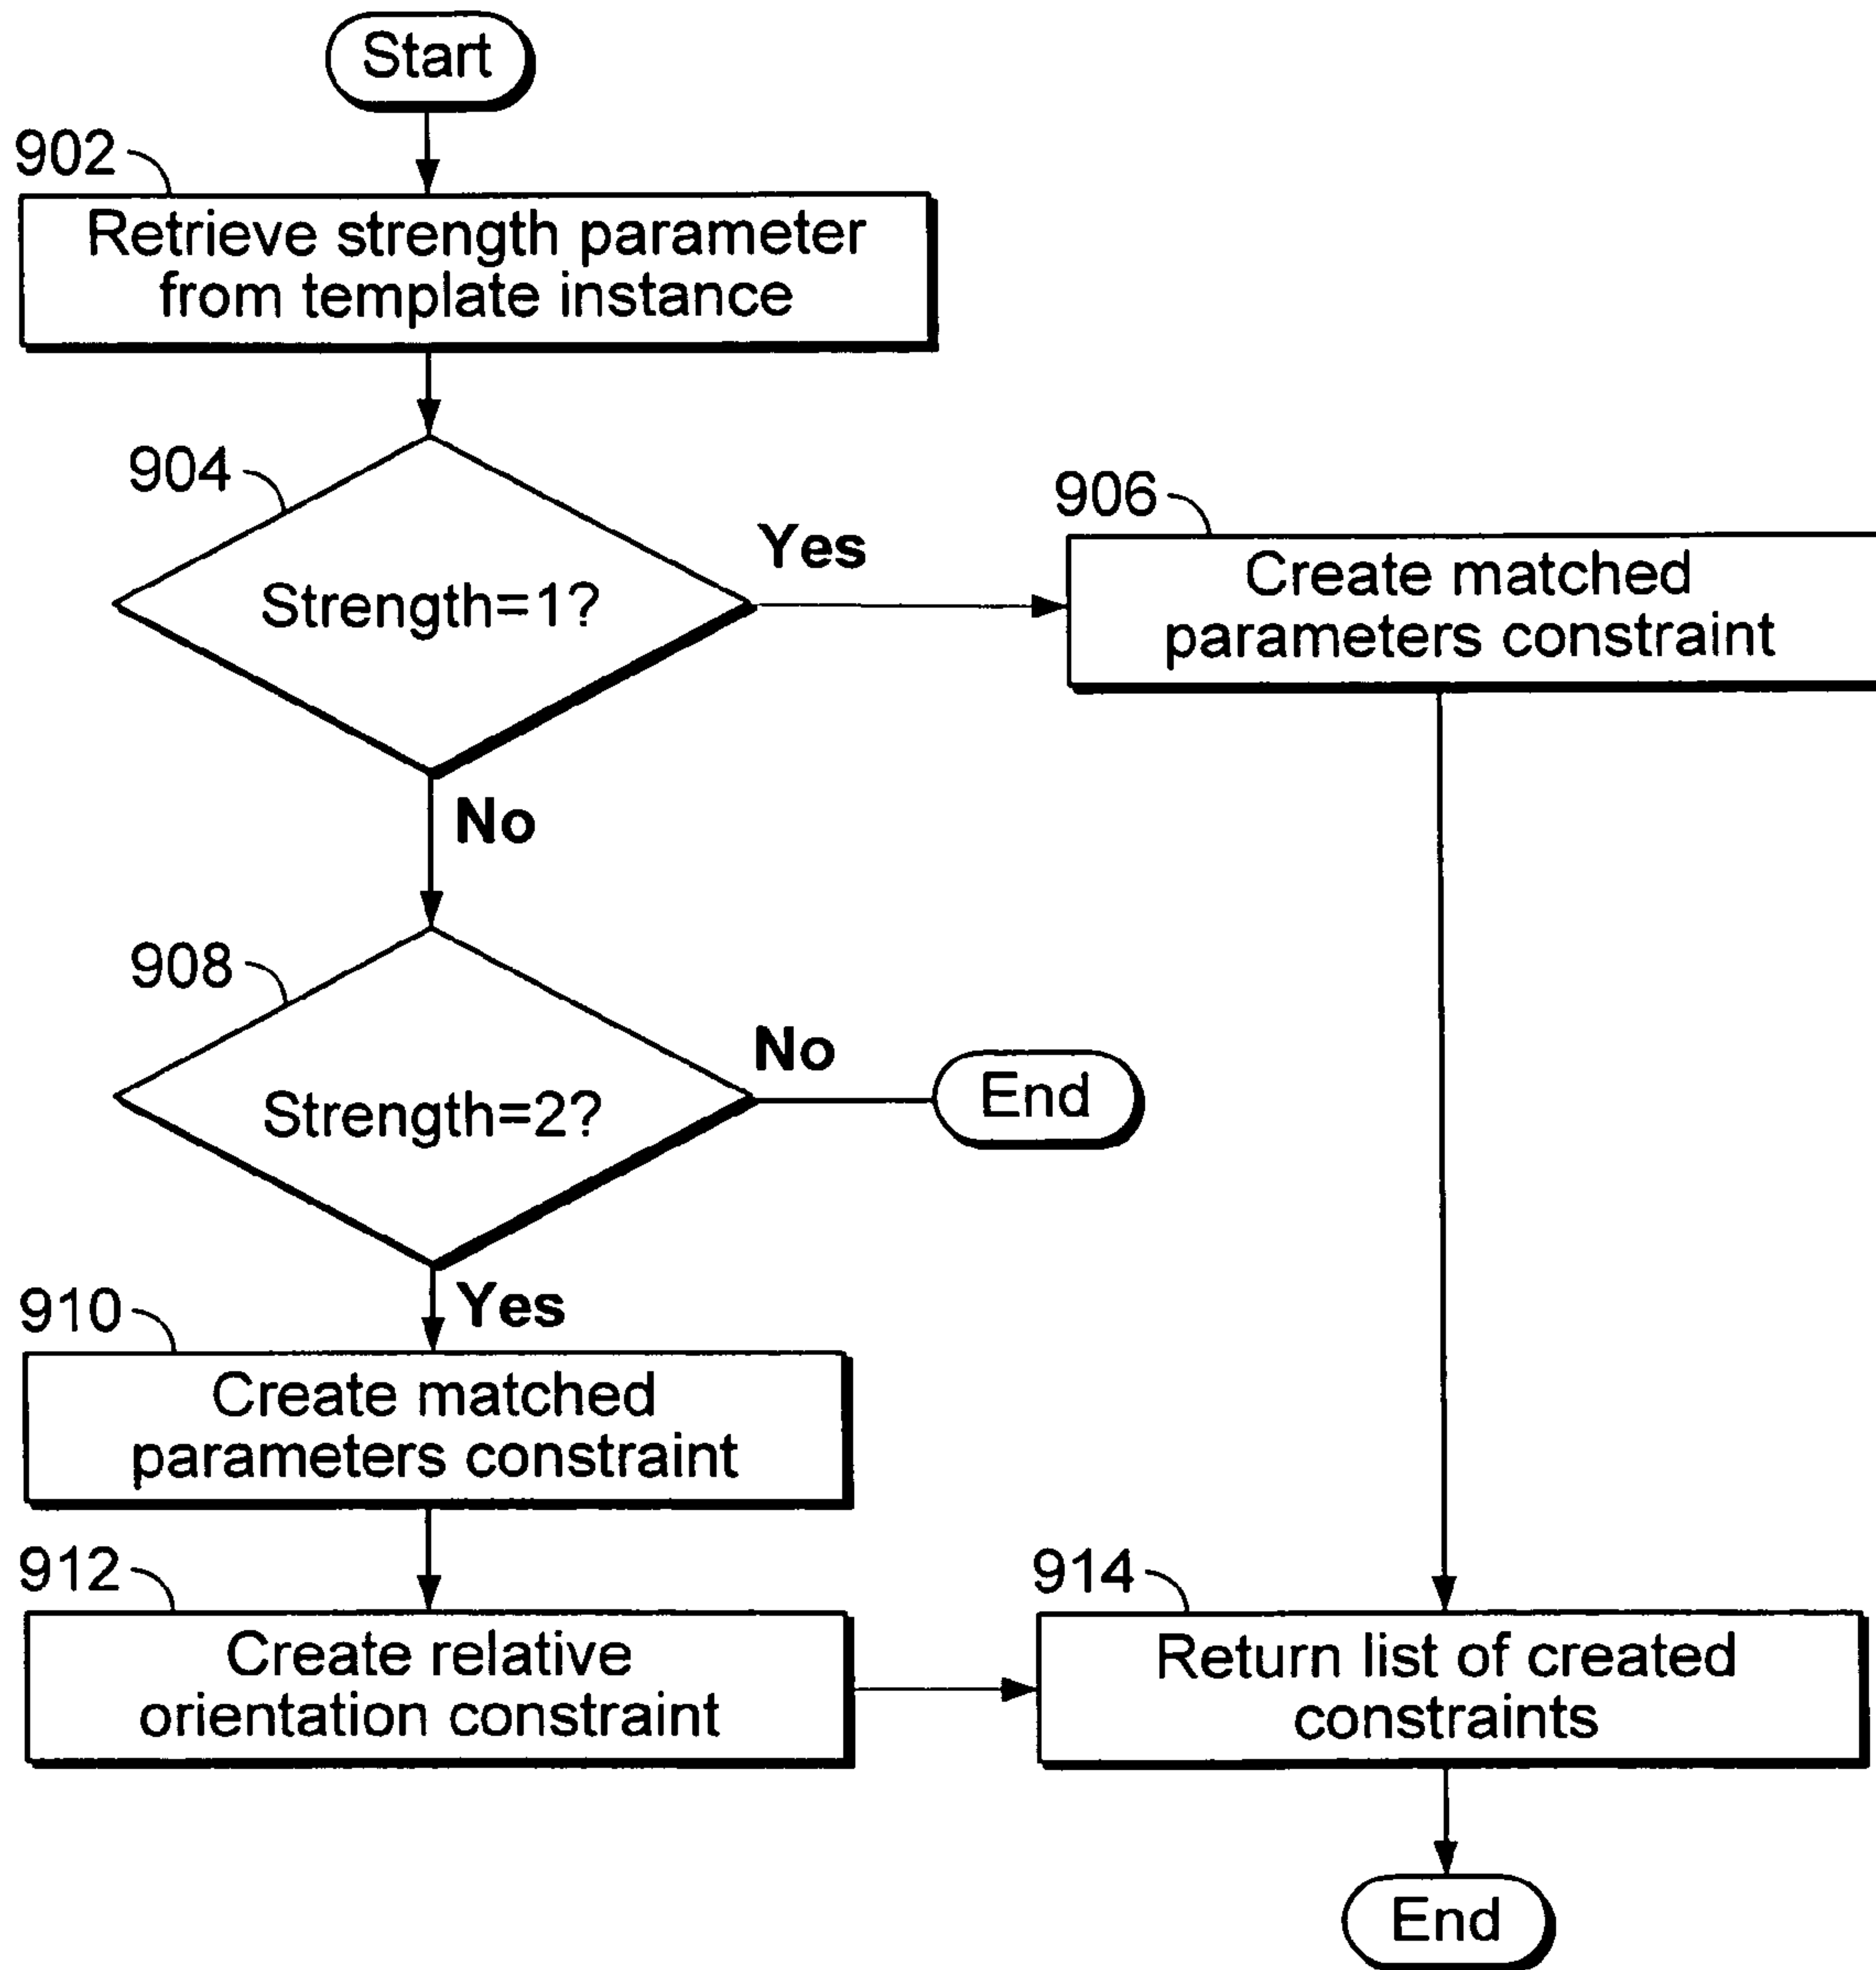 Start
902
Retrieve strength parameter
from template instance
904
Strength=1?
Yes
906
Create matched
parameters constraint
No
908
Strength=2?
No
End
Yes
910
Create matched
parameters constraint
912
Create relative
orientation constraint
914
Return list of created
constraints
End